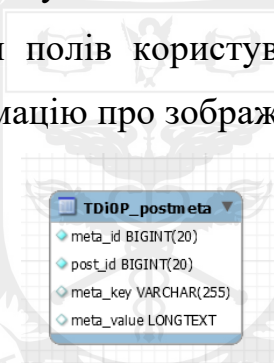 полів користув
мацію про зображ
TDi0P_postmeta
meta_id BIGINT(20)
post_id BIGINT(20)
meta_key VARCHAR(255)
meta_value LONGTEXT